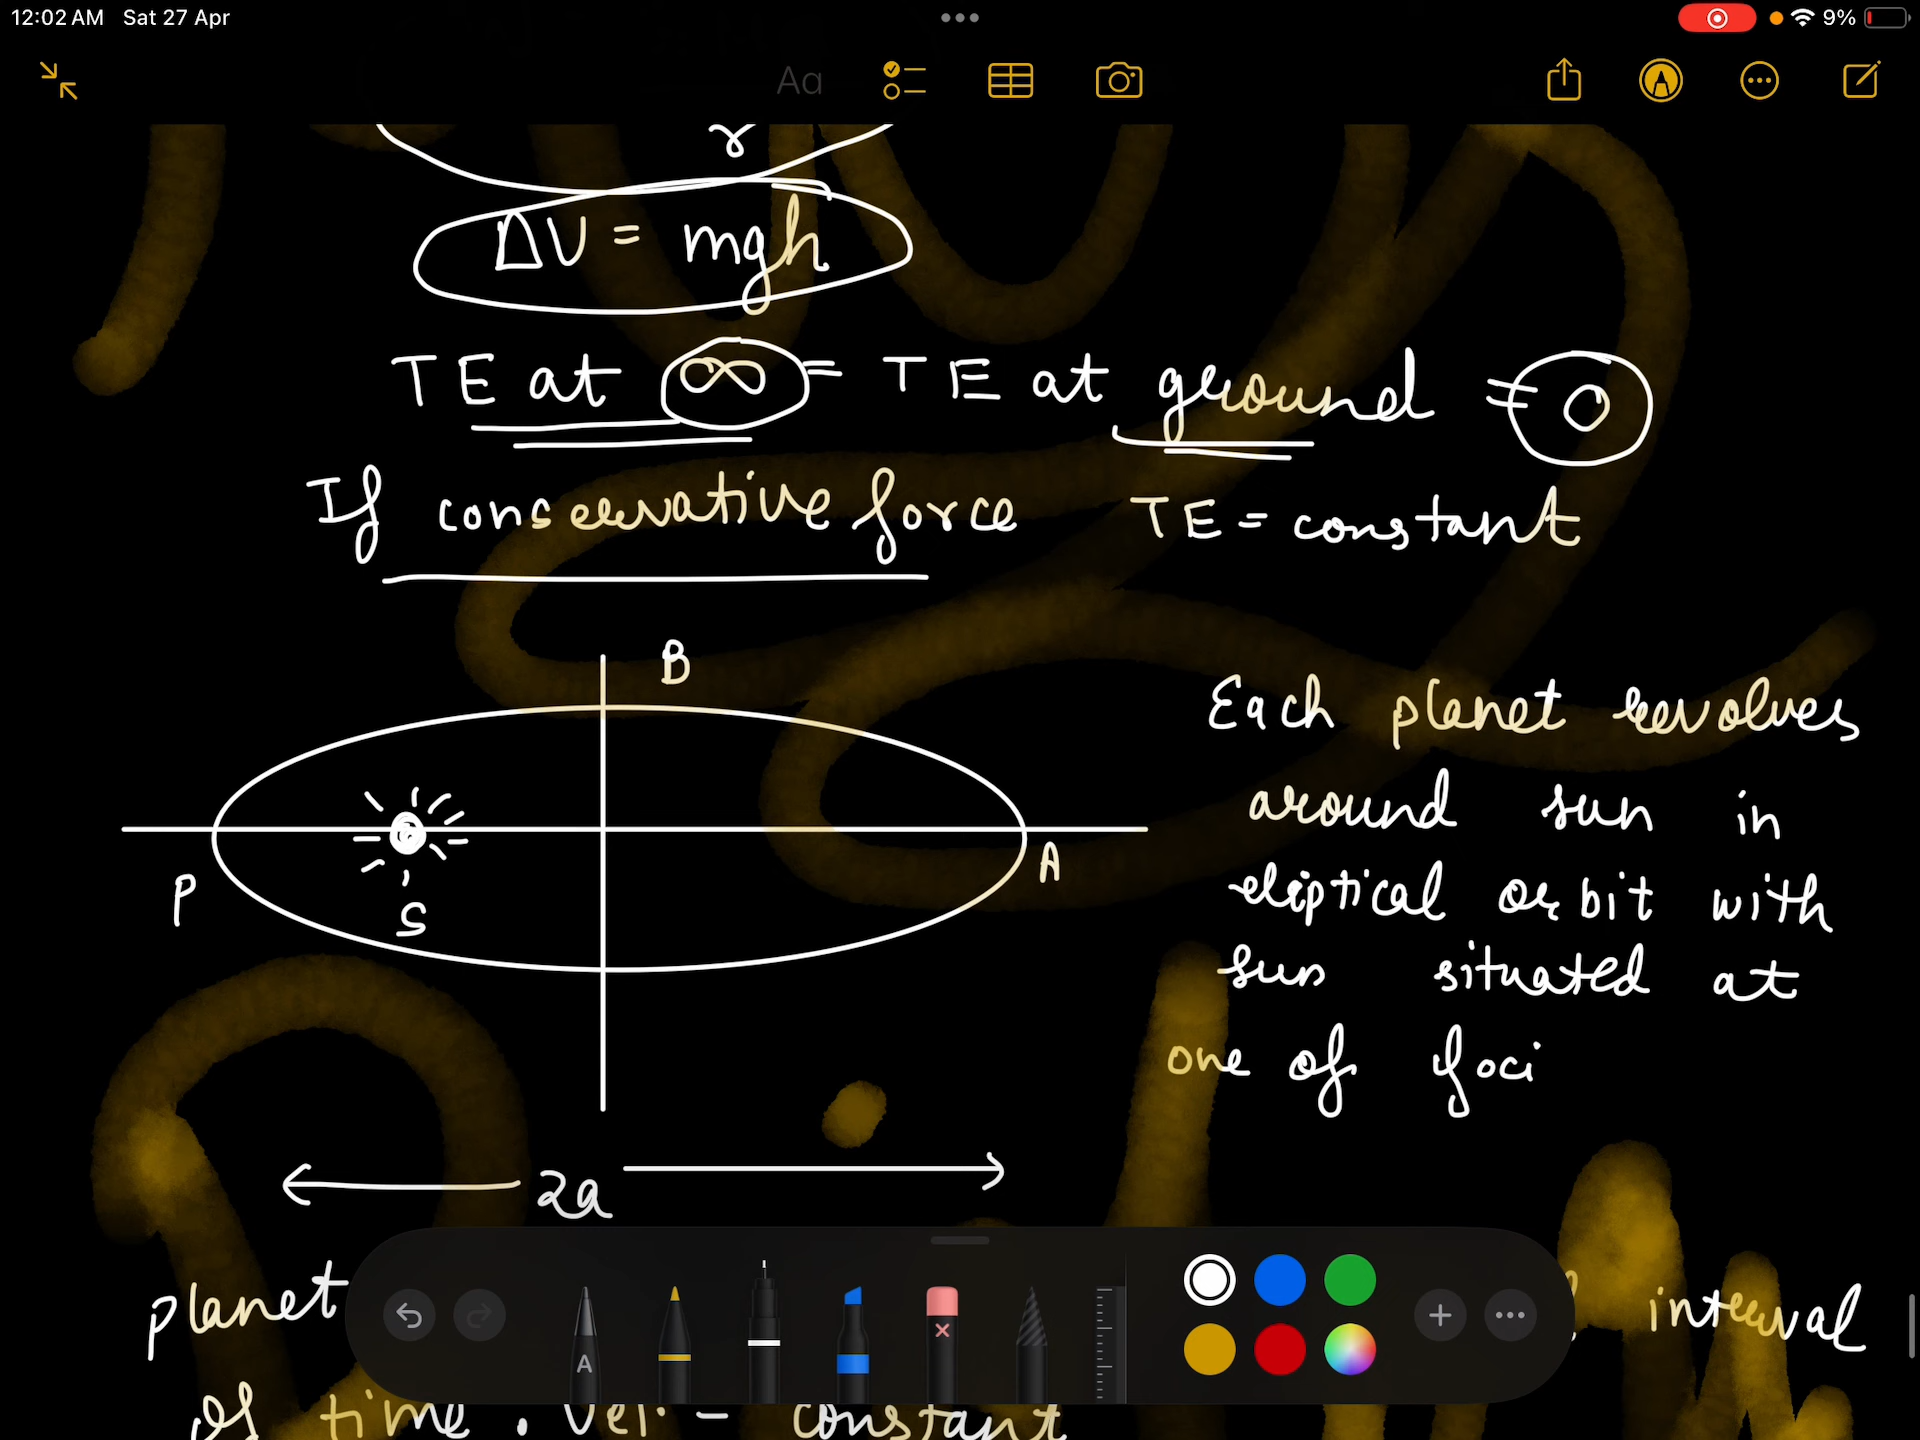 12:02 AM Sat 27 Apr
9%
Aa
r
ΔU = mgh
TE at ∞ = TE at ground = 0
If conservative force TE = constant
B
Each planet revolves
around sun in
A
P
eliptical orbit with
S
sun situated at
one of foci
2a
A
planet interval
of time . Vel. - constant